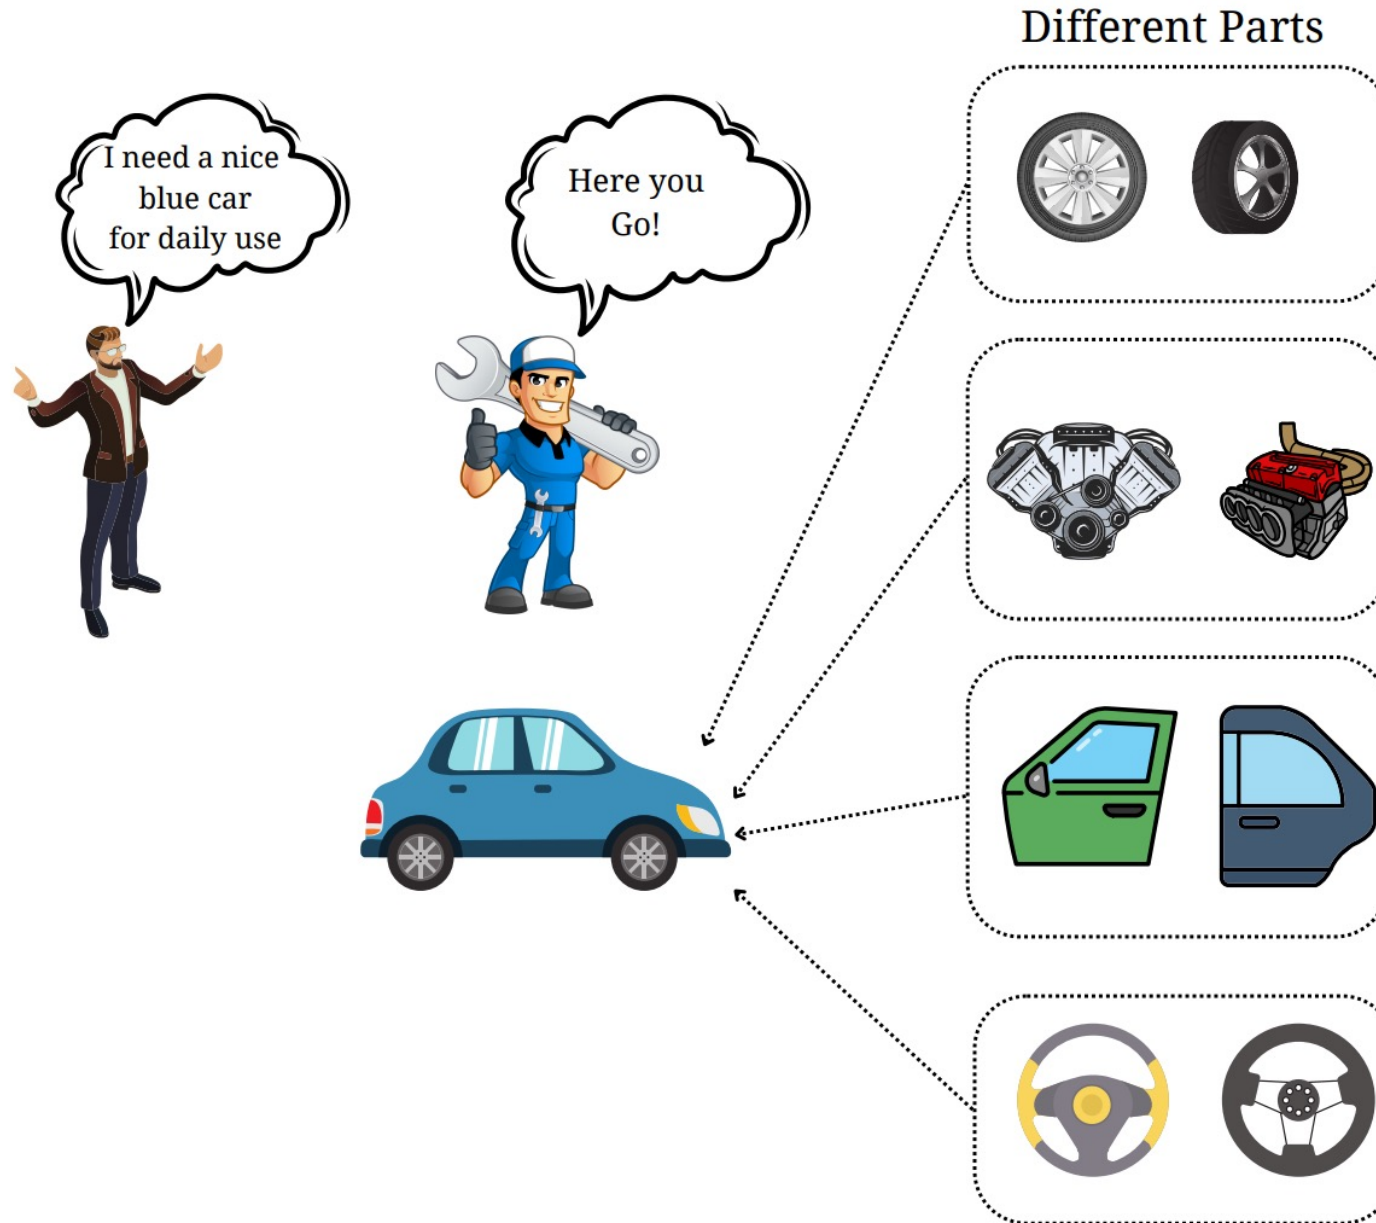 Different Parts
I need a nice
blue car
for daily use
Here you
Go!